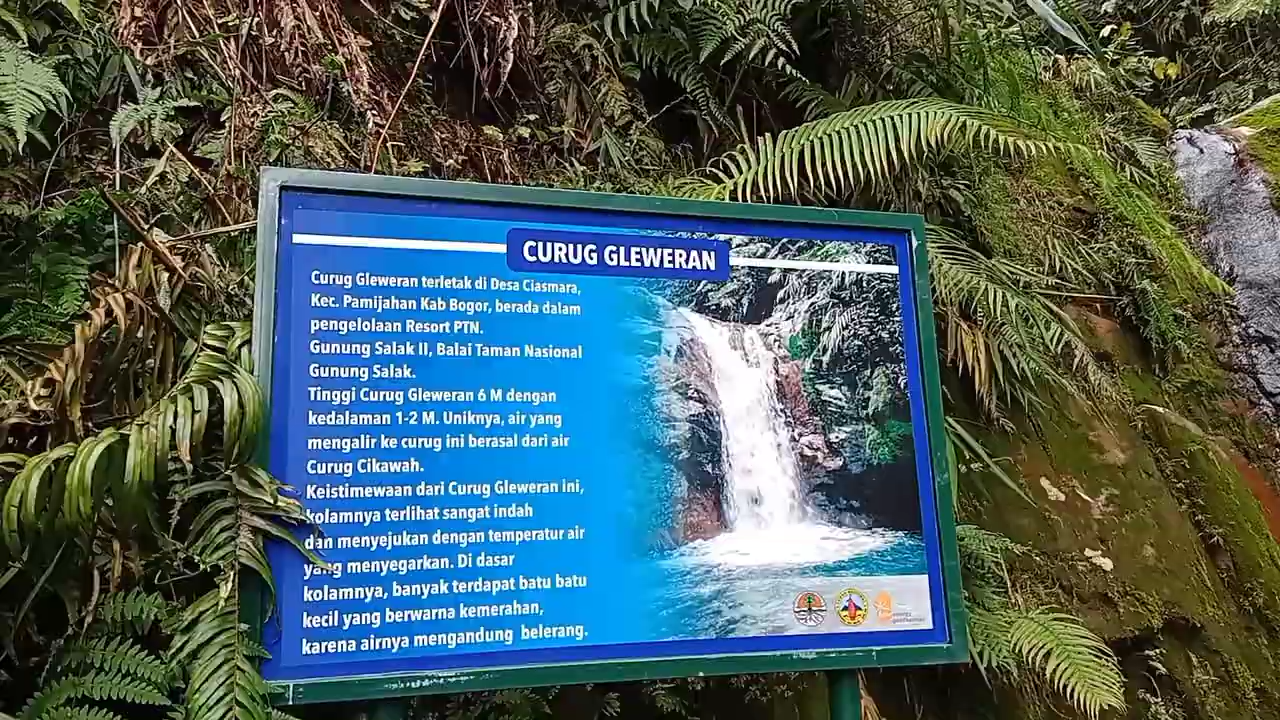 CURUG GLEWERAN
Curug Gleweran terletak di Desa Ciasmara,
Kec. Pamijahan Kab Bogor, berada dalam
pengelolaan Resort PTN.
Gunung Salak II, Balai Taman Nasional
Gunung Salak.
Tinggi Curug Gleweran 6 M dengan
kedalaman 1-2 M. Uniknya, air yang
mengalir ke curug ini berasal dari air
Curug Cikawah.
Keistimewaan dari Curug Gleweran ini,
kolamnya terlihat sangat indah
dan menyejukan dengan temperatur air
yang menyegarkan. Di dasar
kolamnya, banyak terdapat batu batu
kecil yang berwarna kemerahan,
karena airnya mengandung belerang.